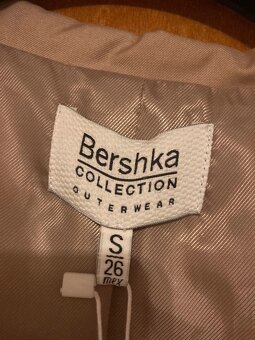 Bershka
COLLECTION
OUTERWEAR
S
26
MEX